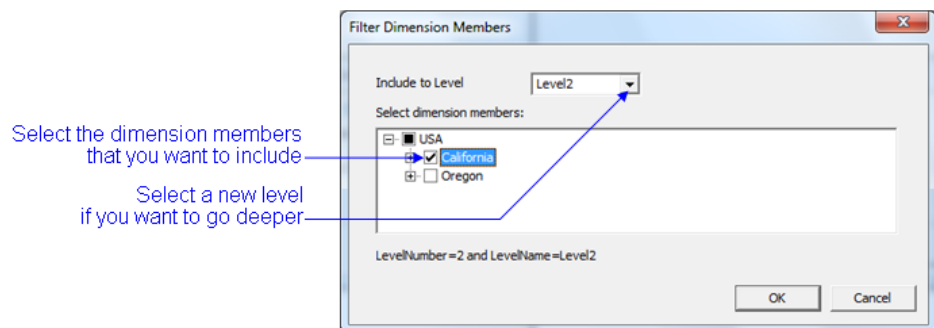 Filter Dimension Members
Include to Level Level2
Select dimension members:
USA
Select the dimension members
that you want to include
California
Oregon
Select a new level
if you want to go deeper
LevelNumber=2 and LevelName=Level2
OK Cancel